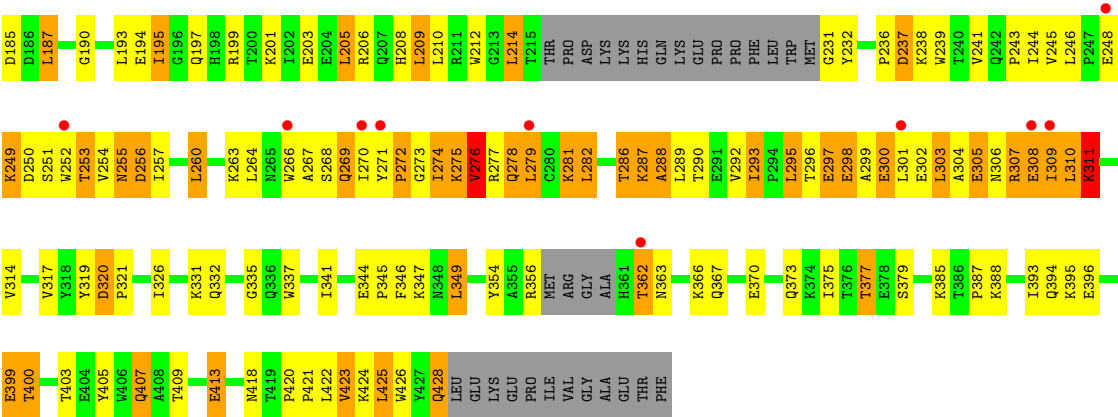 D185 D186 L187 G190 L193 E194 I195 G196 Q197 H198 R199 T200 K201 I202 E203 E204 L205 R206 Q207 H208 L209 L210 R211 W212 G213 L214 T215 THR PRO ASP LYS LYS HIS GLN LYS GLU PRO PRO PHE LEU TRP MET G231 Y232 P236 D237 K238 W239 T240 V241 Q242 P243 I244 V245 L246 P247 E248
K249 D250 S251 W252 T253 V254 N255 D256 I257 L260 K263 L264 N265 W266 A267 S268 Q269 I270 Y271 P272 G273 I274 K275 V276 R277 Q278 L279 C280 K281 L282 T286 K287 A288 L289 T290 E291 V292 I293 P294 L295 T296 E297 E298 A299 E300 L301 E302 L303 A304 E305 N306 R307 E308 I309 L310 K311
V314 V317 Y318 Y319 D320 P321 I326 K331 Q332 G335 Q336 W337 I341 E344 P345 F346 K347 N348 L349 Y354 A355 R356 MET ARG GLY ALA H361 T362 N363 K366 Q367 E370 Q373 K374 I375 T376 T377 E378 S379 K385 T386 P387 K388 I393 Q394 K395 E396
E399 T400 T403 E404 Y405 W406 Q407 A408 T409 E413 N418 T419 P420 P421 L422 V423 K424 L425 W426 Y427 Q428 LEU GLU LYS GLU PRO ILE VAL GLY ALA GLU THR PHE